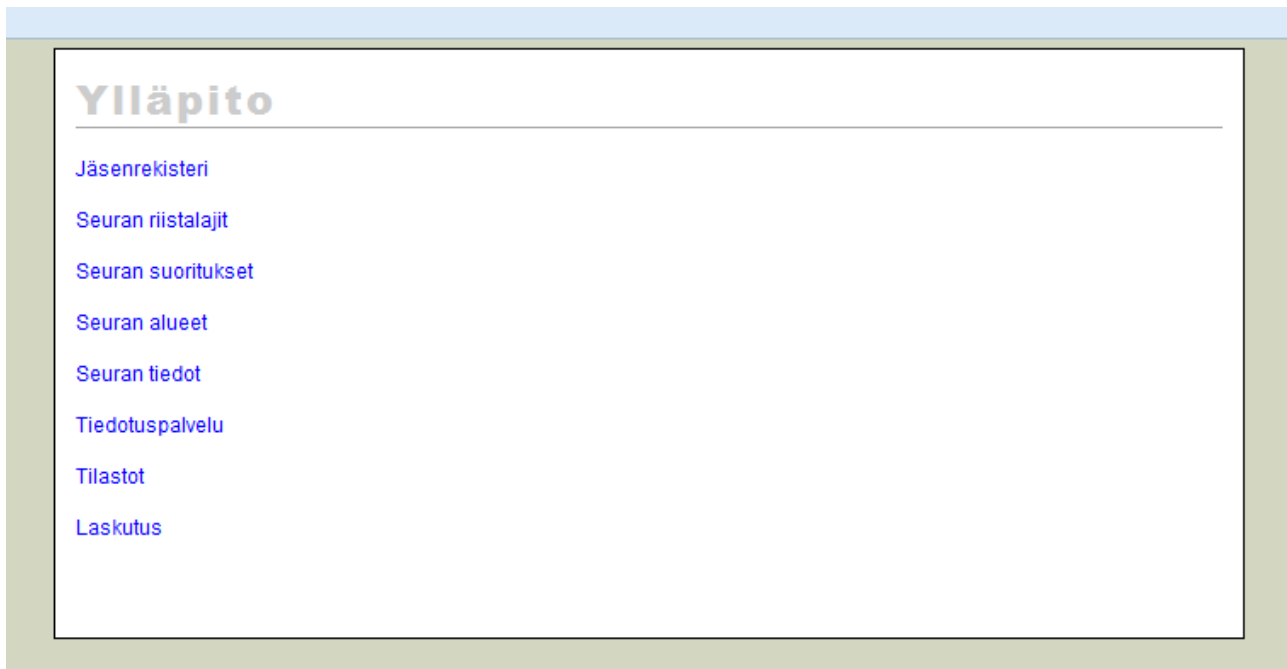 Ylläpito
Jäsenrekisteri
Seuran riistalajit
Seuran suoritukset
Seuran alueet
Seuran tiedot
Tiedotuspalvelu
Tilastot
Laskutus